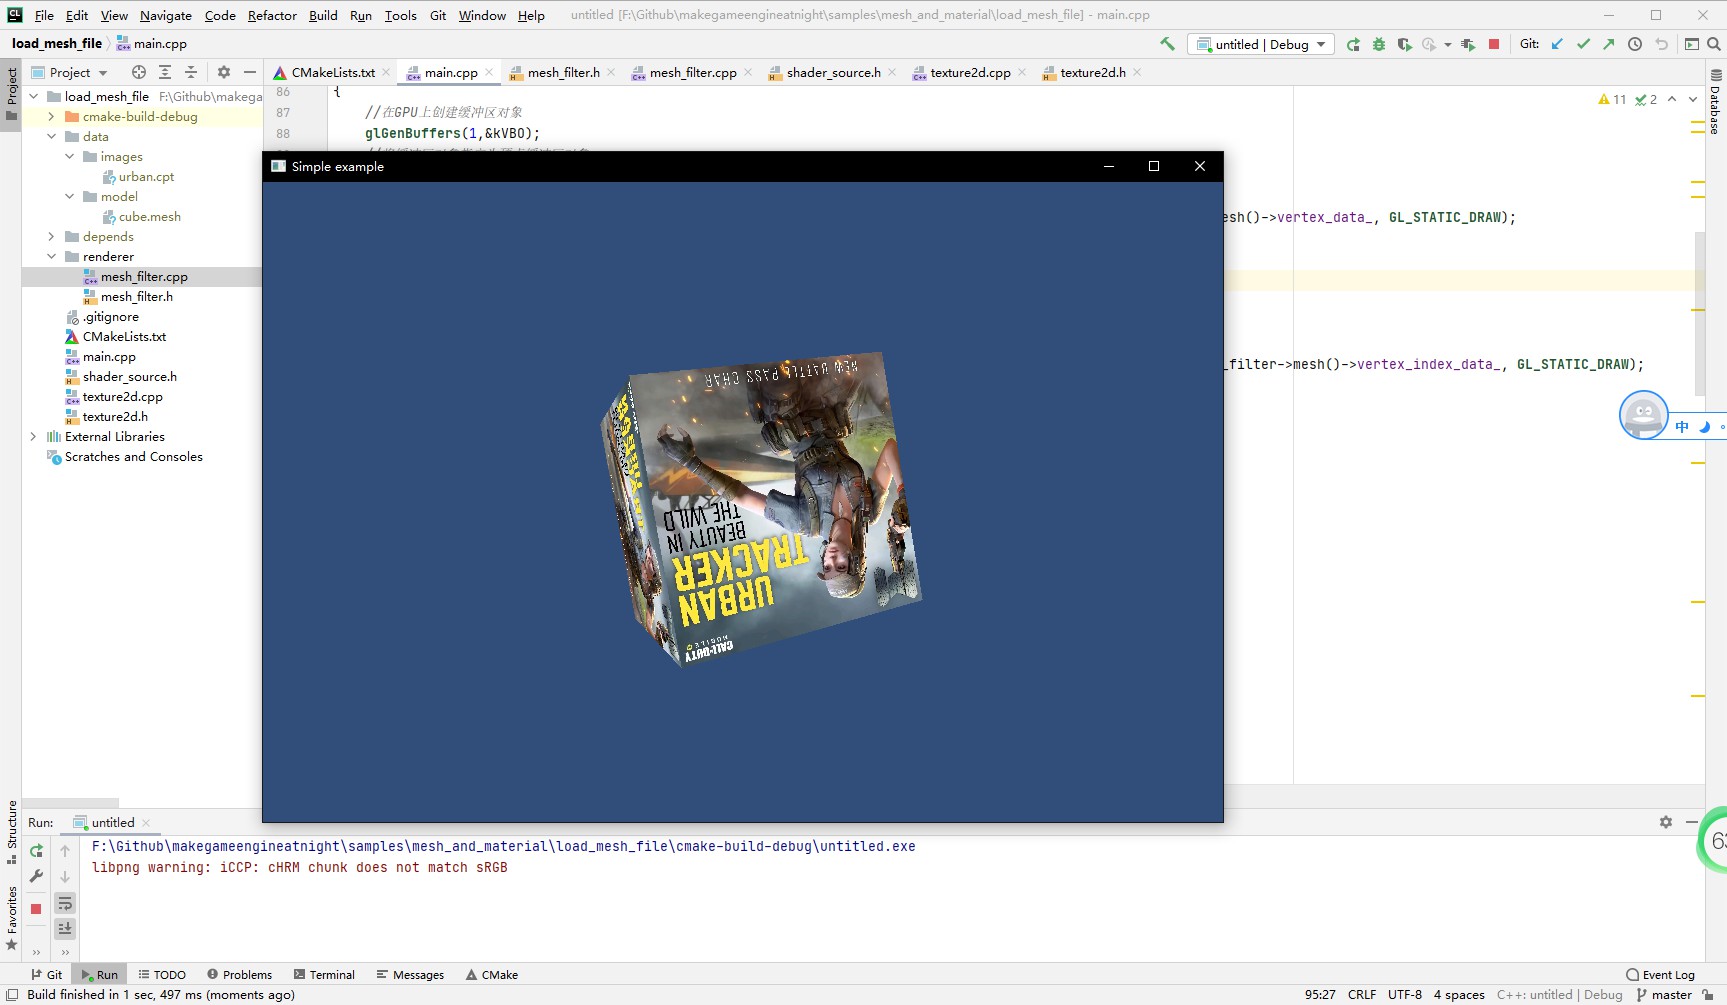 File Edit View Navigate Code Refactor Build Run Tools Git Window Help untitled [F:\Github\makegameengineatnight\samples\mesh_and_material\load_mesh_file] - main.cpp
load_mesh_file main.cpp untitled | Debug Git:
Project CMakeLists.txt main.cpp mesh_filter.h mesh_filter.cpp shader_source.h texture2d.cpp texture2d.h
Project
Database
load_mesh_file F:\Github\makega
cmake-build-debug
data
images
urban.cpt
model
cube.mesh
depends
renderer
mesh_filter.cpp
mesh_filter.h
.gitignore
CMakeLists.txt
main.cpp
shader_source.h
texture2d.cpp
texture2d.h
External Libraries
Scratches and Consoles
86 {
87 //在GPU上创建缓冲区对象
88 glGenBuffers(1,&kVBO);
11 2
esh()->vertex_data_, GL_STATIC_DRAW);
_filter->mesh()->vertex_index_data_, GL_STATIC_DRAW);
Simple example
NEW BATTLE PASS CHAR
BEAUTY IN
THE WILD
URBAN
TRACKER
CALL OF DUTY
MOBILE
中
63
Structure
Favorites
Run: untitled
F:\Github\makegameengineatnight\samples\mesh_and_material\load_mesh_file\cmake-build-debug\untitled.exe
libpng warning: iCCP: cHRM chunk does not match sRGB
Git Run TODO Problems Terminal Messages CMake Event Log
Build finished in 1 sec, 497 ms (moments ago) 95:27 CRLF UTF-8 4 spaces C++: untitled | Debug master